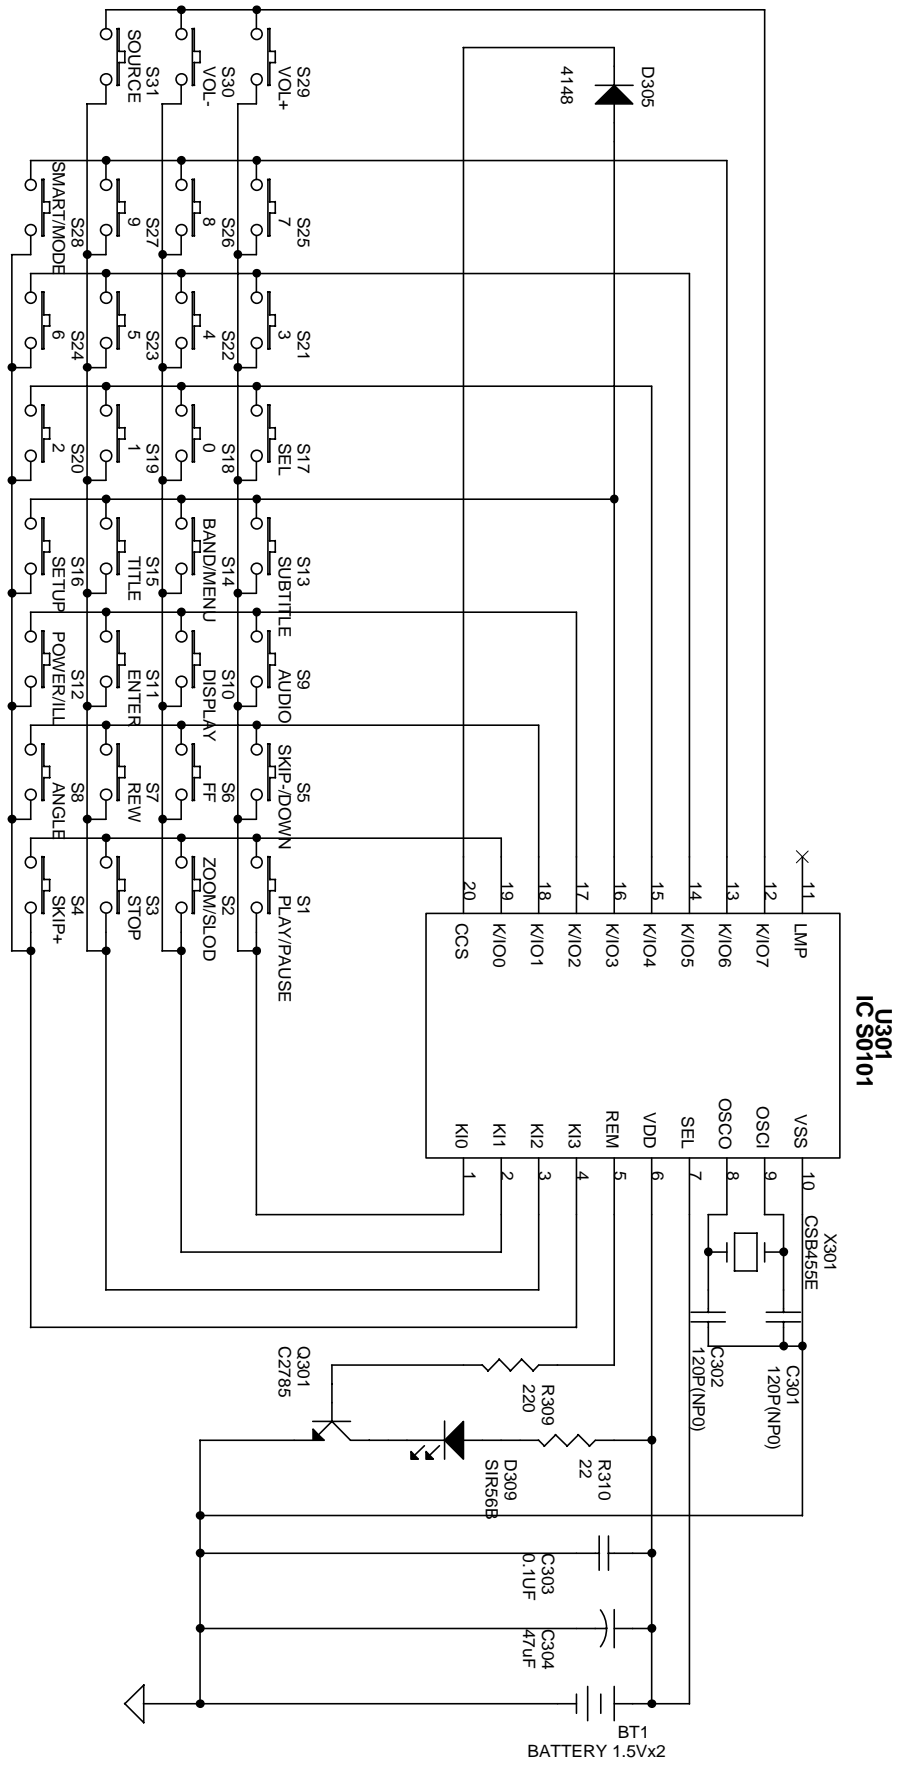 U301
IC S0101
11
12
13
14
15
16
17
18
19
20
LMP
K/IO7
K/IO6
K/IO5
K/IO4
K/IO3
K/IO2
K/IO1
K/IO0
CCS
VSS
OSCI
OSCO
SEL
VDD
REM
KI3
KI2
KI1
KI0
10
9
8
7
6
5
4
3
2
1
X301
CSB455E
C301
120P(NP0)
C302
120P(NP0)
D305
4148
R309
220
R310
22
D309
SIR56B
Q301
C2785
C303
0.1UF
C304
47uF
BT1
BATTERY 1.5Vx2
S29
VOL+
S30
VOL-
S31
SOURCE
S25
7
S26
8
S27
9
S28
SMART/MODE
S21
3
S22
4
S23
5
S24
6
S17
SEL
S18
0
S19
1
S20
2
S13
SUBTITLE
S14
BAND/MENU
S15
TITLE
S16
SETUP
S9
AUDIO
S10
DISPLAY
S11
ENTER
S12
POWER/ILL
S5
SKIP-/DOWN
S6
FF
S7
REW
S8
ANGLE
S1
PLAY/PAUSE
S2
ZOOM/SLOD
S3
STOP
S4
SKIP+